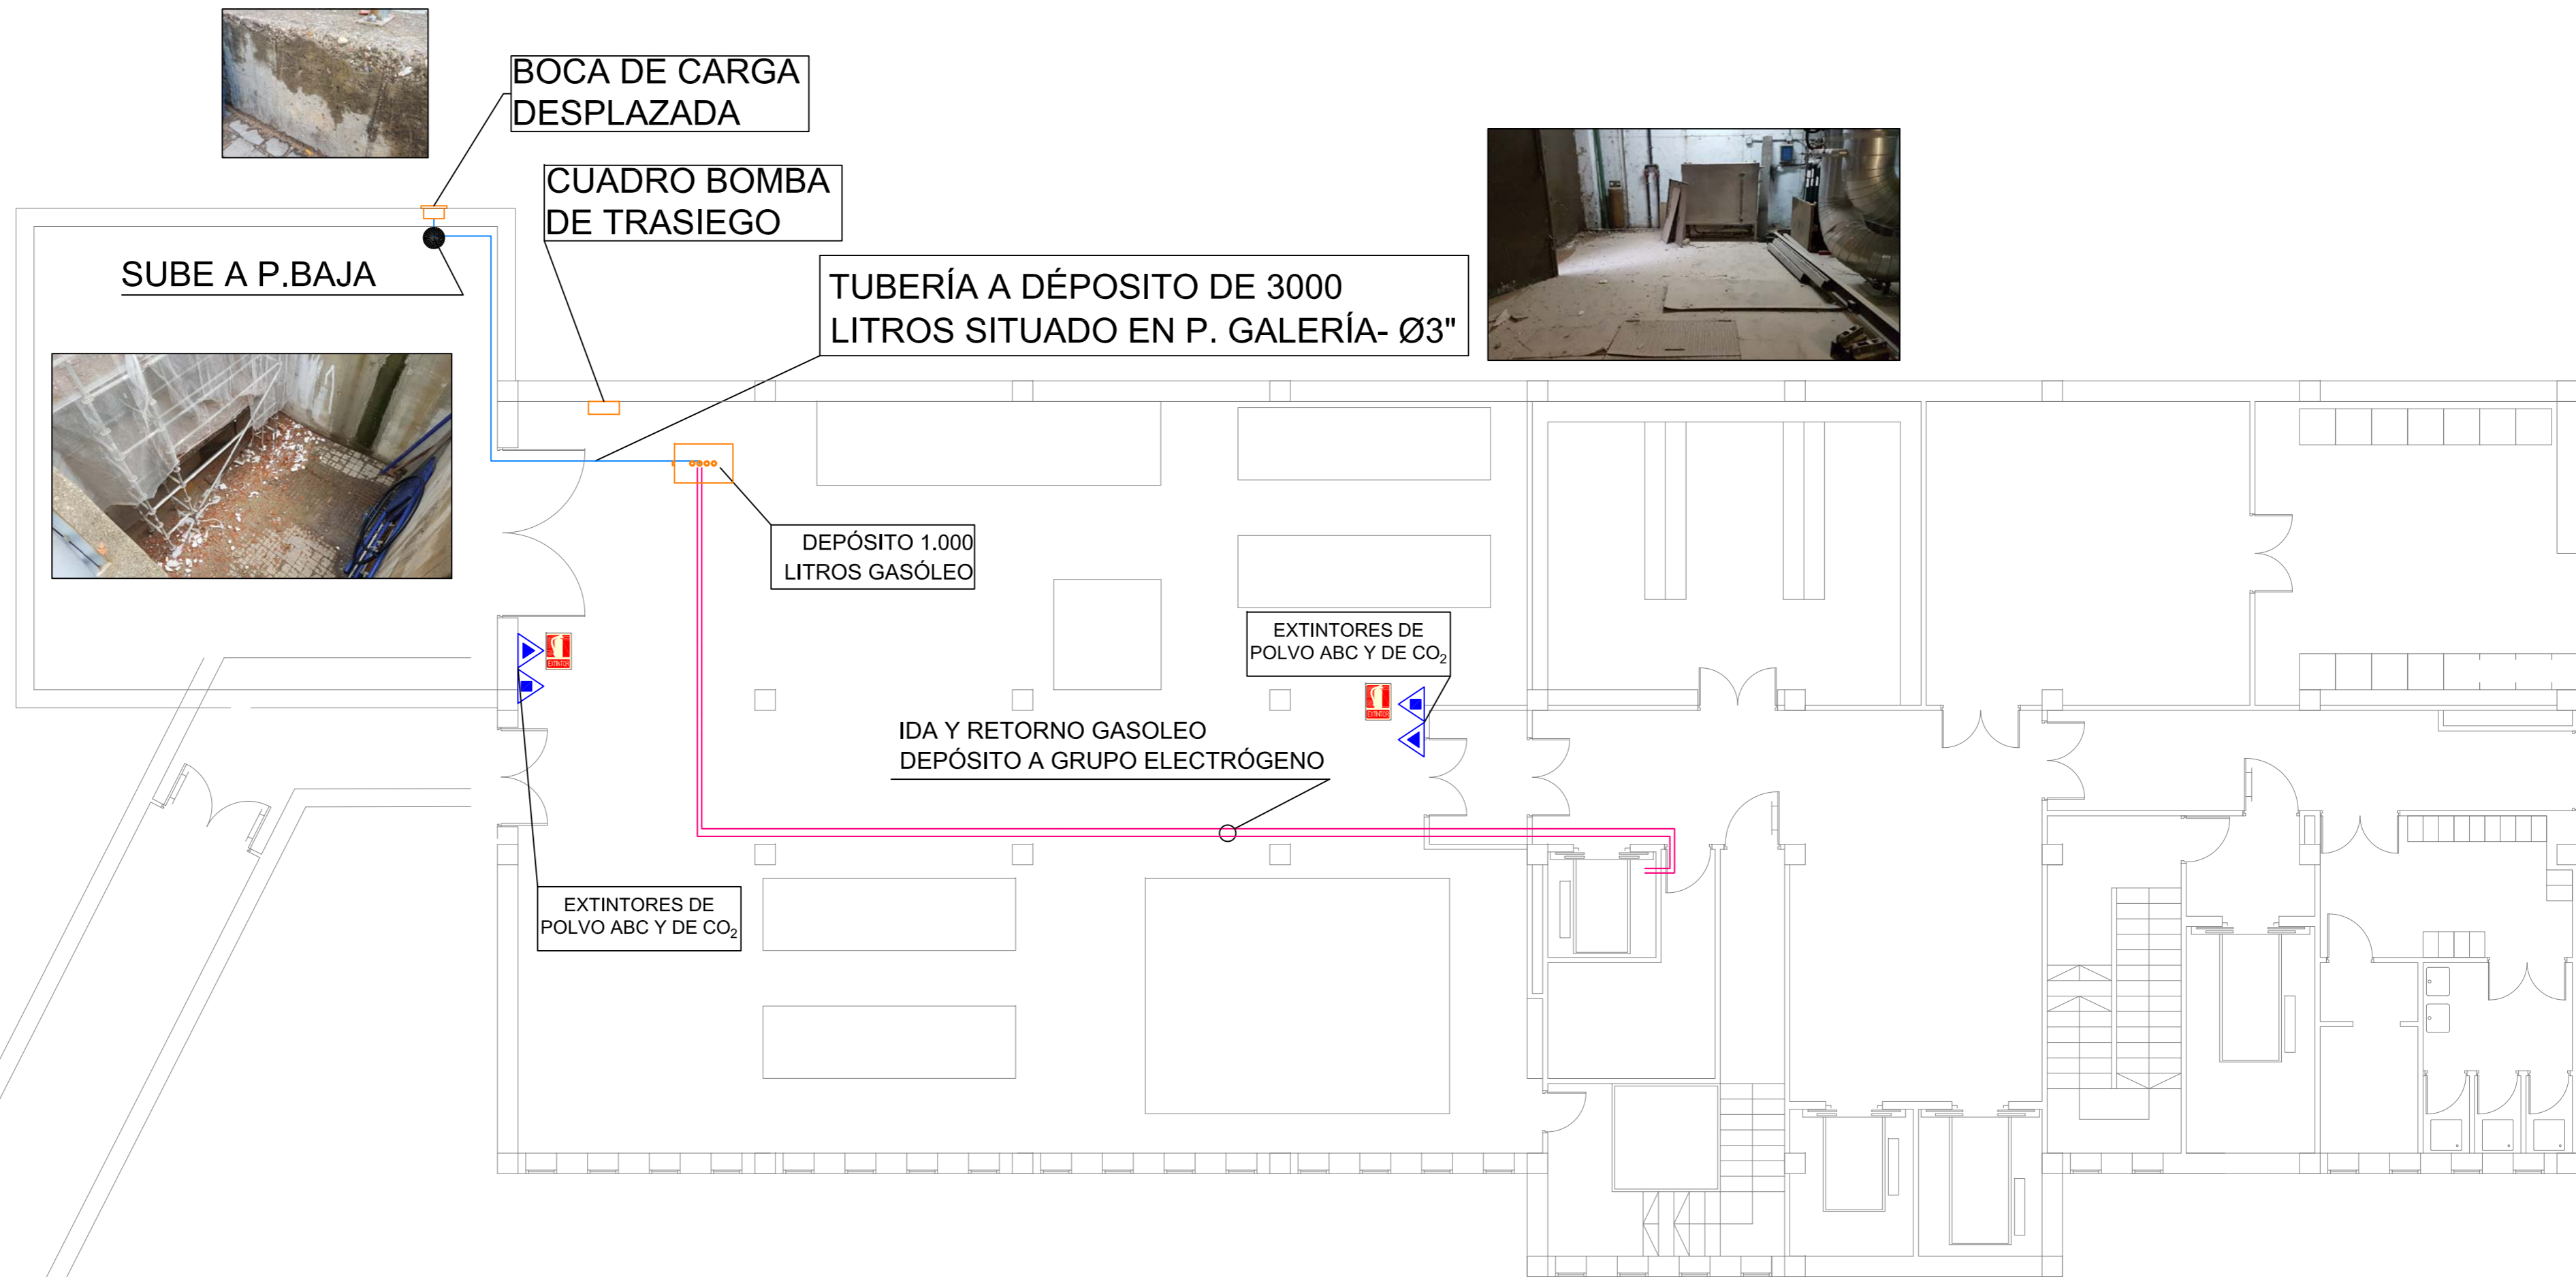 BOCA DE CARGA
DESPLAZADA
CUADRO BOMBA
DE TRASIEGO
SUBE A P.BAJA
TUBERÍA A DÉPOSITO DE 3000
LITROS SITUADO EN P. GALERÍA- Ø3"
DEPÓSITO 1.000
LITROS GASÓLEO
EXTINTOR
EXTINTORES DE
POLVO ABC Y DE CO₂
EXTINTOR
IDA Y RETORNO GASOLEO
DEPÓSITO A GRUPO ELECTRÓGENO
EXTINTORES DE
POLVO ABC Y DE CO₂